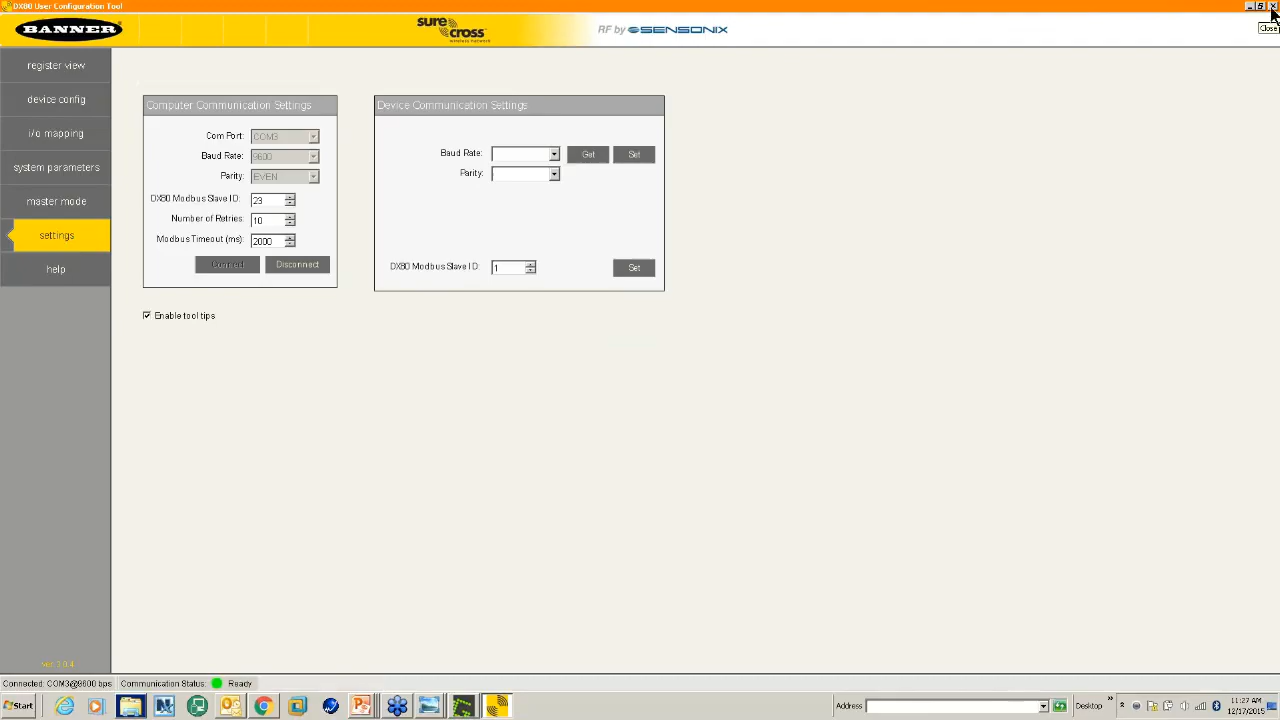 DX80 User Configuration Tool
BANNER
sure cross
wireless network
RF by SENSONIX
Close
register view
device config
i/o mapping
system parameters
master mode
settings
help
Computer Communication Settings
Com Port: COM3
Baud Rate: 9600
Parity: EVEN
DX80 Modbus Slave ID: 23
Number of Retries: 10
Modbus Timeout (ms): 2000
Connect Disconnect
Device Communication Settings
Baud Rate: Get Set
Parity:
DX80 Modbus Slave ID: 1 Set
Enable tool tips
Connected: COM3@9600 bps Communication Status: Ready
Start
Address
Desktop
11:27 AM
12/17/2015